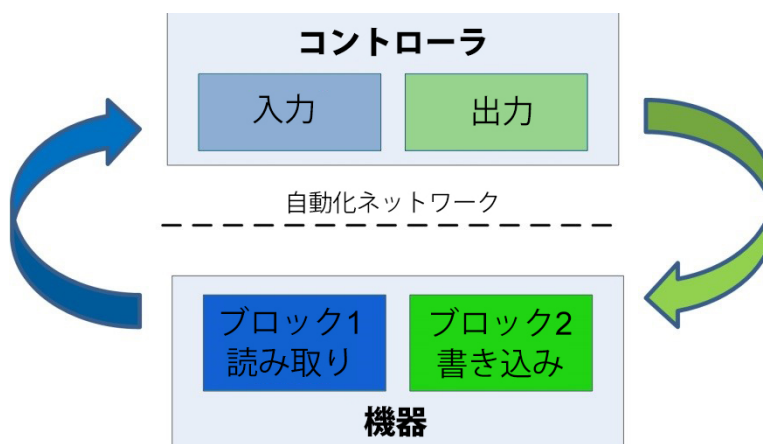 コントローラ
入力
出力
自動化ネットワーク
ブロック1
読み取り
ブロック2
書き込み
機器